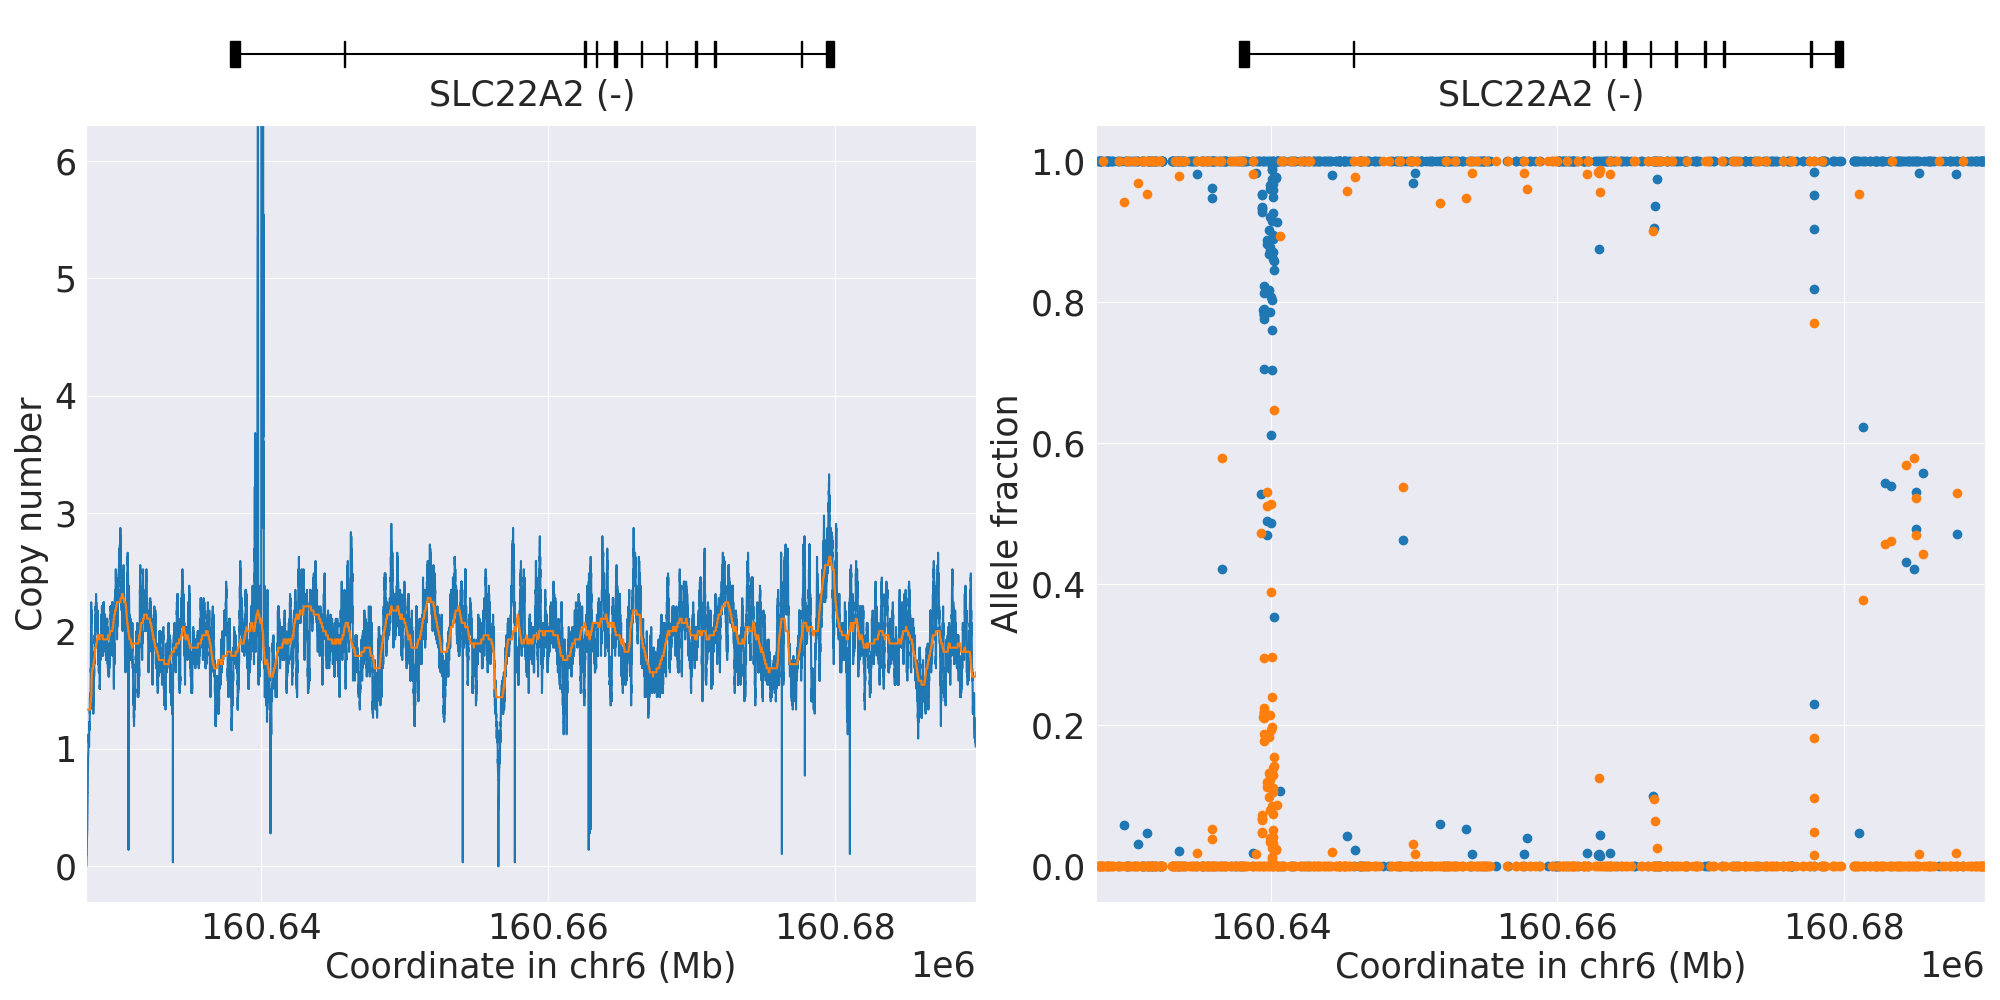 SLC22A2 (-)
6
5
4
3
2
1
0
Copy number
160.64
160.66
160.68
Coordinate in chr6 (Mb)
1e6
SLC22A2 (-)
1.0
0.8
0.6
0.4
0.2
0.0
Allele fraction
160.64
160.66
160.68
Coordinate in chr6 (Mb)
1e6